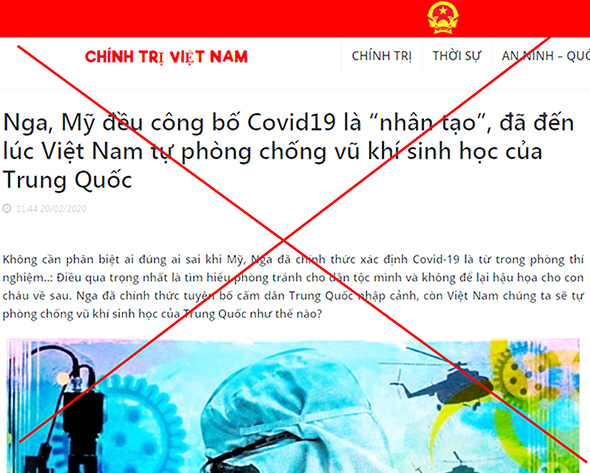 CHÍNH TRỊ VIỆT NAM
CHÍNH TRỊ THỜI SỰ AN NINH – QUỐ
Nga, Mỹ đều công bố Covid19 là “nhân tạo”, đã đến
lúc Việt Nam tự phòng chống vũ khí sinh học của
Trung Quốc
11:44 20/02/2020
Không cần phân biệt ai đúng ai sai khi Mỹ, Nga đã chính thức xác định Covid-19 là từ trong phòng thí
nghiệm..: Điều qua trọng nhất là tìm hiểu phòng tránh cho dân tộc mình và không để lại hậu họa cho con
cháu về sau. Nga đã chính thức tuyên bố cấm dân Trung Quốc nhập cảnh, còn Việt Nam chúng ta sẽ tự
phòng chống vũ khí sinh học của Trung Quốc như thế nào?